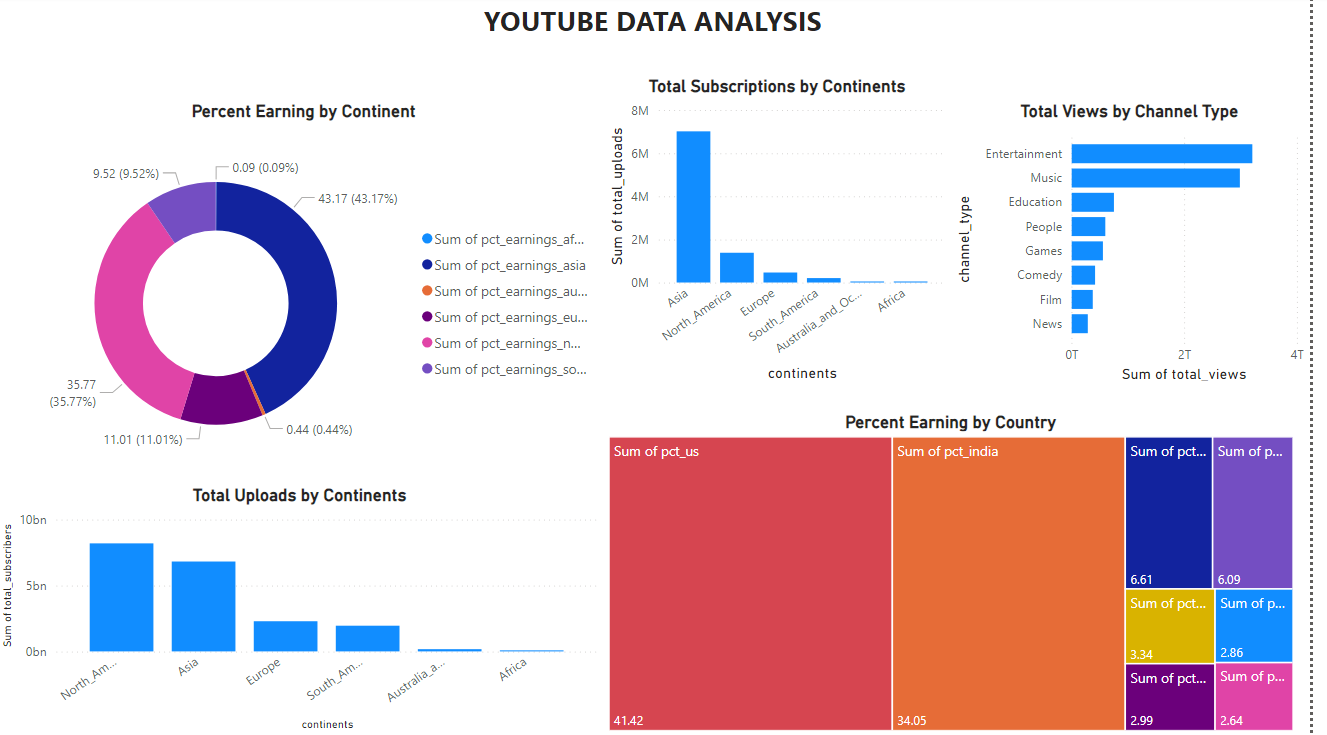 YOUTUBE DATA ANALYSIS
Percent Earning by Continent
0.09 (0.09%)
9.52 (9.52%)
43.17 (43.17%)
35.77
(35.77%)
11.01 (11.01%)
0.44 (0.44%)
Sum of pct_earnings_af...
Sum of pct_earnings_asia
Sum of pct_earnings_au...
Sum of pct_earnings_eu...
Sum of pct_earnings_n...
Sum of pct_earnings_so...
Total Subscriptions by Continents
Sum of total_uploads
8M
6M
4M
2M
0M
Asia
North_America
Europe
South_America
Australia_and_Oc...
Africa
continents
Total Views by Channel Type
channel_type
Entertainment
Music
Education
People
Games
Comedy
Film
News
0T
2T
4T
Sum of total_views
Total Uploads by Continents
Sum of total_subscribers
10bn
5bn
0bn
North_Am...
Asia
Europe
South_Am...
Australia_a...
Africa
continents
Percent Earning by Country
Sum of pct_us
41.42
Sum of pct_india
34.05
Sum of pct...
6.61
Sum of p...
6.09
Sum of pct...
3.34
Sum of p...
2.86
Sum of pct...
2.99
Sum of p...
2.64